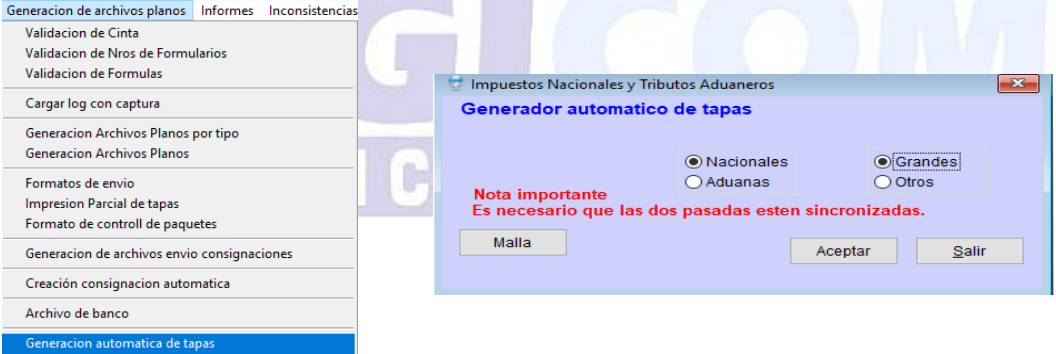 Generacion de archivos planos Informes Inconsistencias
Validacion de Cinta
Validacion de Nros de Formularios
Validacion de Formulas
Cargar log con captura
Generacion Archivos Planos por tipo
Generacion Archivos Planos
Formatos de envio
Impresion Parcial de tapas
Formato de controll de paquetes
Generacion de archivos envio consignaciones
Creación consignacion automatica
Archivo de banco
Generacion automatica de tapas
Impuestos Nacionales y Tributos Aduaneros
Generador automatico de tapas
Nacionales Grandes
Aduanas Otros
Nota importante
Es necesario que las dos pasadas esten sincronizadas.
Malla Aceptar Salir